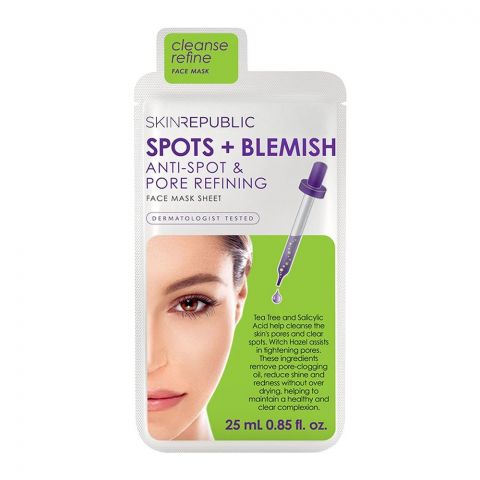 cleanse
refine
FACE MASK
SKINREPUBLIC
SPOTS + BLEMISH
ANTI-SPOT &
PORE REFINING
FACE MASK SHEET
DERMATOLOGIST TESTED
Tea Tree and Salicylic
Acid help cleanse the
skin's pores and clear
spots. Witch Hazel assists
in tightening pores.
These ingredients
remove pore-clogging
oil, reduce shine and
redness without over
drying, helping to
maintain a healthy and
clear complexion.
25 mL 0.85 fl. oz.